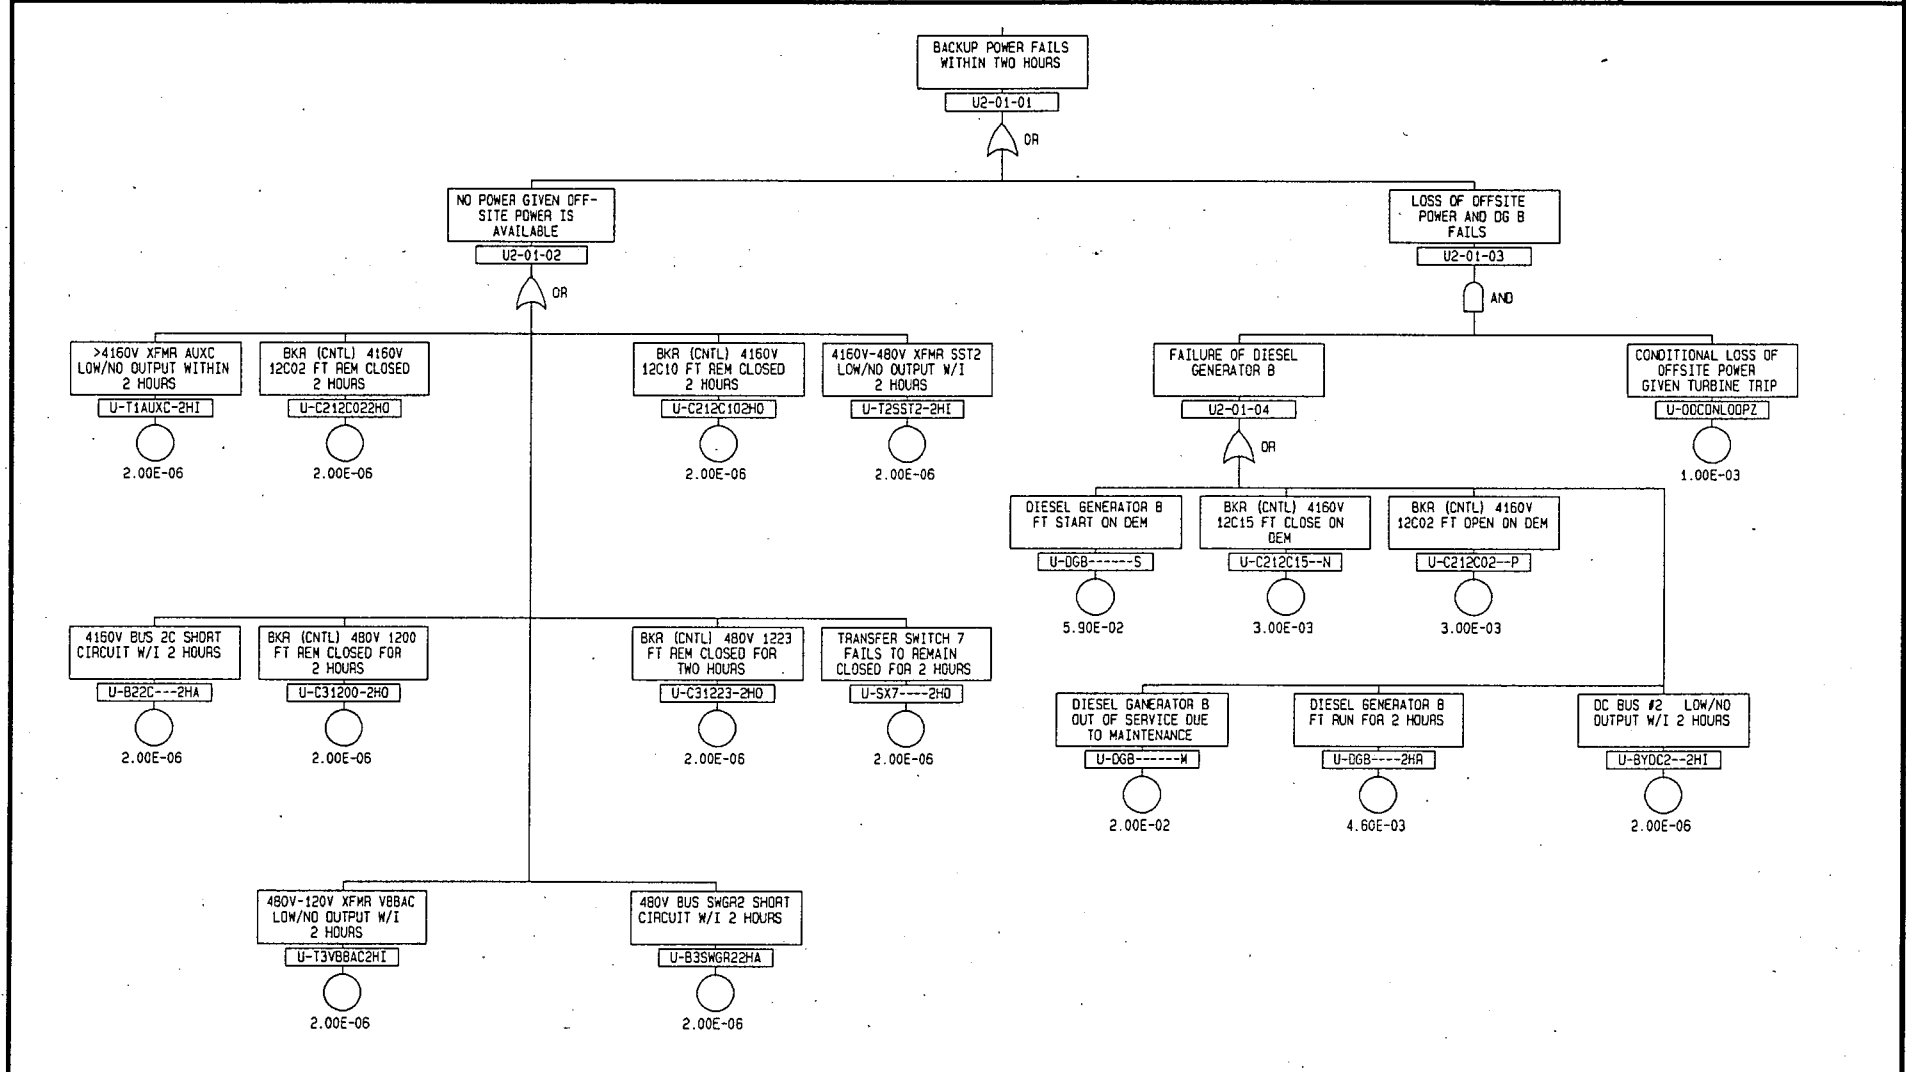 BACKUP POWER FAILS
WITHIN TWO HOURS
U2-01-01
OR
NO POWER GIVEN OFF-
SITE POWER IS
AVAILABLE
U2-01-02
OR
LOSS OF OFFSITE
POWER AND DG B
FAILS
U2-01-03
AND
>4160V XFMR AUXC
LOW/NO OUTPUT WITHIN
2 HOURS
U-T1AUXC-2HI
2.00E-06
BKR (CNTL) 4160V
12C02 FT REM CLOSED
2 HOURS
U-C212C022HO
2.00E-06
BKR (CNTL) 4160V
12C10 FT REM CLOSED
2 HOURS
U-C212C102HO
2.00E-06
4160V-480V XFMR SST2
LOW/NO OUTPUT W/I
2 HOURS
U-T2SST2-2HI
2.00E-06
FAILURE OF DIESEL
GENERATOR B
U2-01-04
OR
CONDITIONAL LOSS OF
OFFSITE POWER
GIVEN TURBINE TRIP
U-OOCONLOOPZ
1.00E-03
DIESEL GENERATOR B
FT START ON DEM
U-DGB------S
5.90E-02
BKR (CNTL) 4160V
12C15 FT CLOSE ON
DEM
U-C212C15--N
3.00E-03
BKR (CNTL) 4160V
12C02 FT OPEN ON DEM
U-C212C02--P
3.00E-03
4160V BUS 2C SHORT
CIRCUIT W/I 2 HOURS
U-B22C---2HA
2.00E-06
BKR (CNTL) 480V 1200
FT REM CLOSED FOR
2 HOURS
U-C31200-2HO
2.00E-06
BKR (CNTL) 480V 1223
FT REM CLOSED FOR
TWO HOURS
U-C31223-2HO
2.00E-06
TRANSFER SWITCH 7
FAILS TO REMAIN
CLOSED FOR 2 HOURS
U-SX7----2HO
2.00E-06
DIESEL GANERATOR B
OUT OF SERVICE DUE
TO MAINTENANCE
U-DGB------M
2.00E-02
DIESEL GENERATOR B
FT RUN FOR 2 HOURS
U-DGB----2HR
4.60E-03
DC BUS #2 LOW/NO
OUTPUT W/I 2 HOURS
U-BYDC2--2HI
2.00E-06
480V-120V XFMR VBBAC
LOW/NO OUTPUT W/I
2 HOURS
U-T3VBBAC2HI
2.00E-06
480V BUS SWGR2 SHORT
CIRCUIT W/I 2 HOURS
U-B3SWGR22HA
2.00E-06